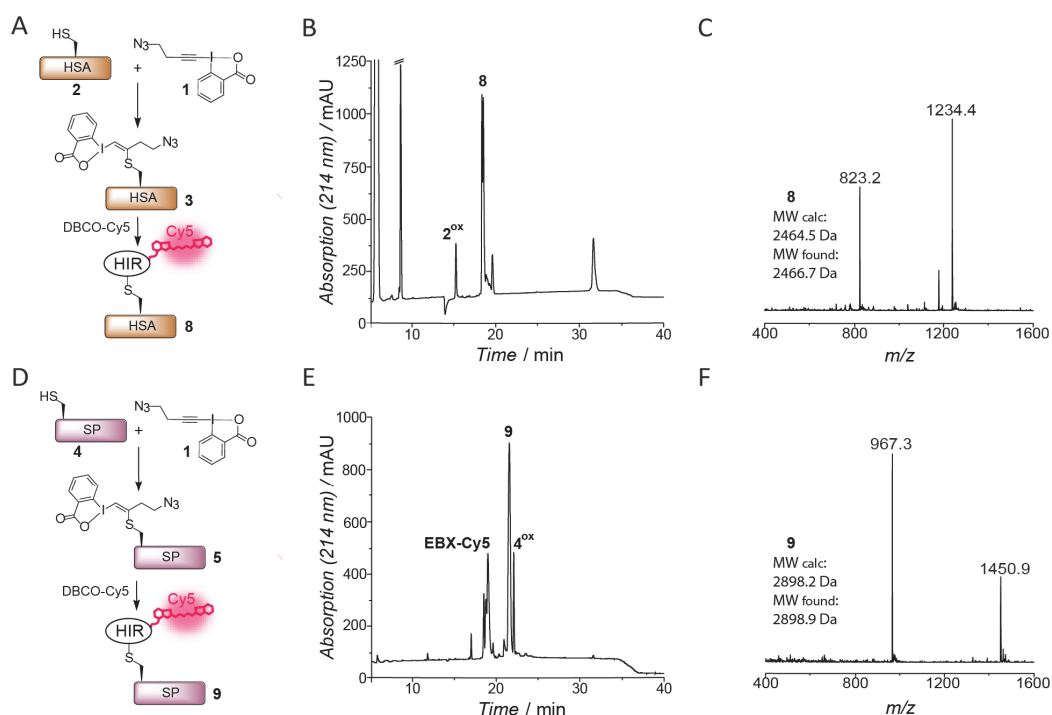 A
HS
HSA
2
+
N3
I
O
O
1
O
O
I
N3
S
HSA
3
DBCO-Cy5
Cy5
HIR
S
HSA
8
B
Absorption (214 nm) / mAU
1250
1000
750
500
250
0
8
2ox
5
10
20
30
40
Time / min
C
1234.4
823.2
8
MW calc:
2464.5 Da
MW found:
2466.7 Da
400
800
1200
1600
m/z
D
HS
SP
4
+
N3
I
O
O
1
O
O
I
N3
S
SP
5
DBCO-Cy5
Cy5
HIR
S
SP
9
E
Absorption (214 nm) / mAU
1000
800
600
400
200
0
9
EBX-Cy5
4ox
5
10
20
30
40
Time / min
F
967.3
1450.9
9
MW calc:
2898.2 Da
MW found:
2898.9 Da
400
800
1200
1600
m/z